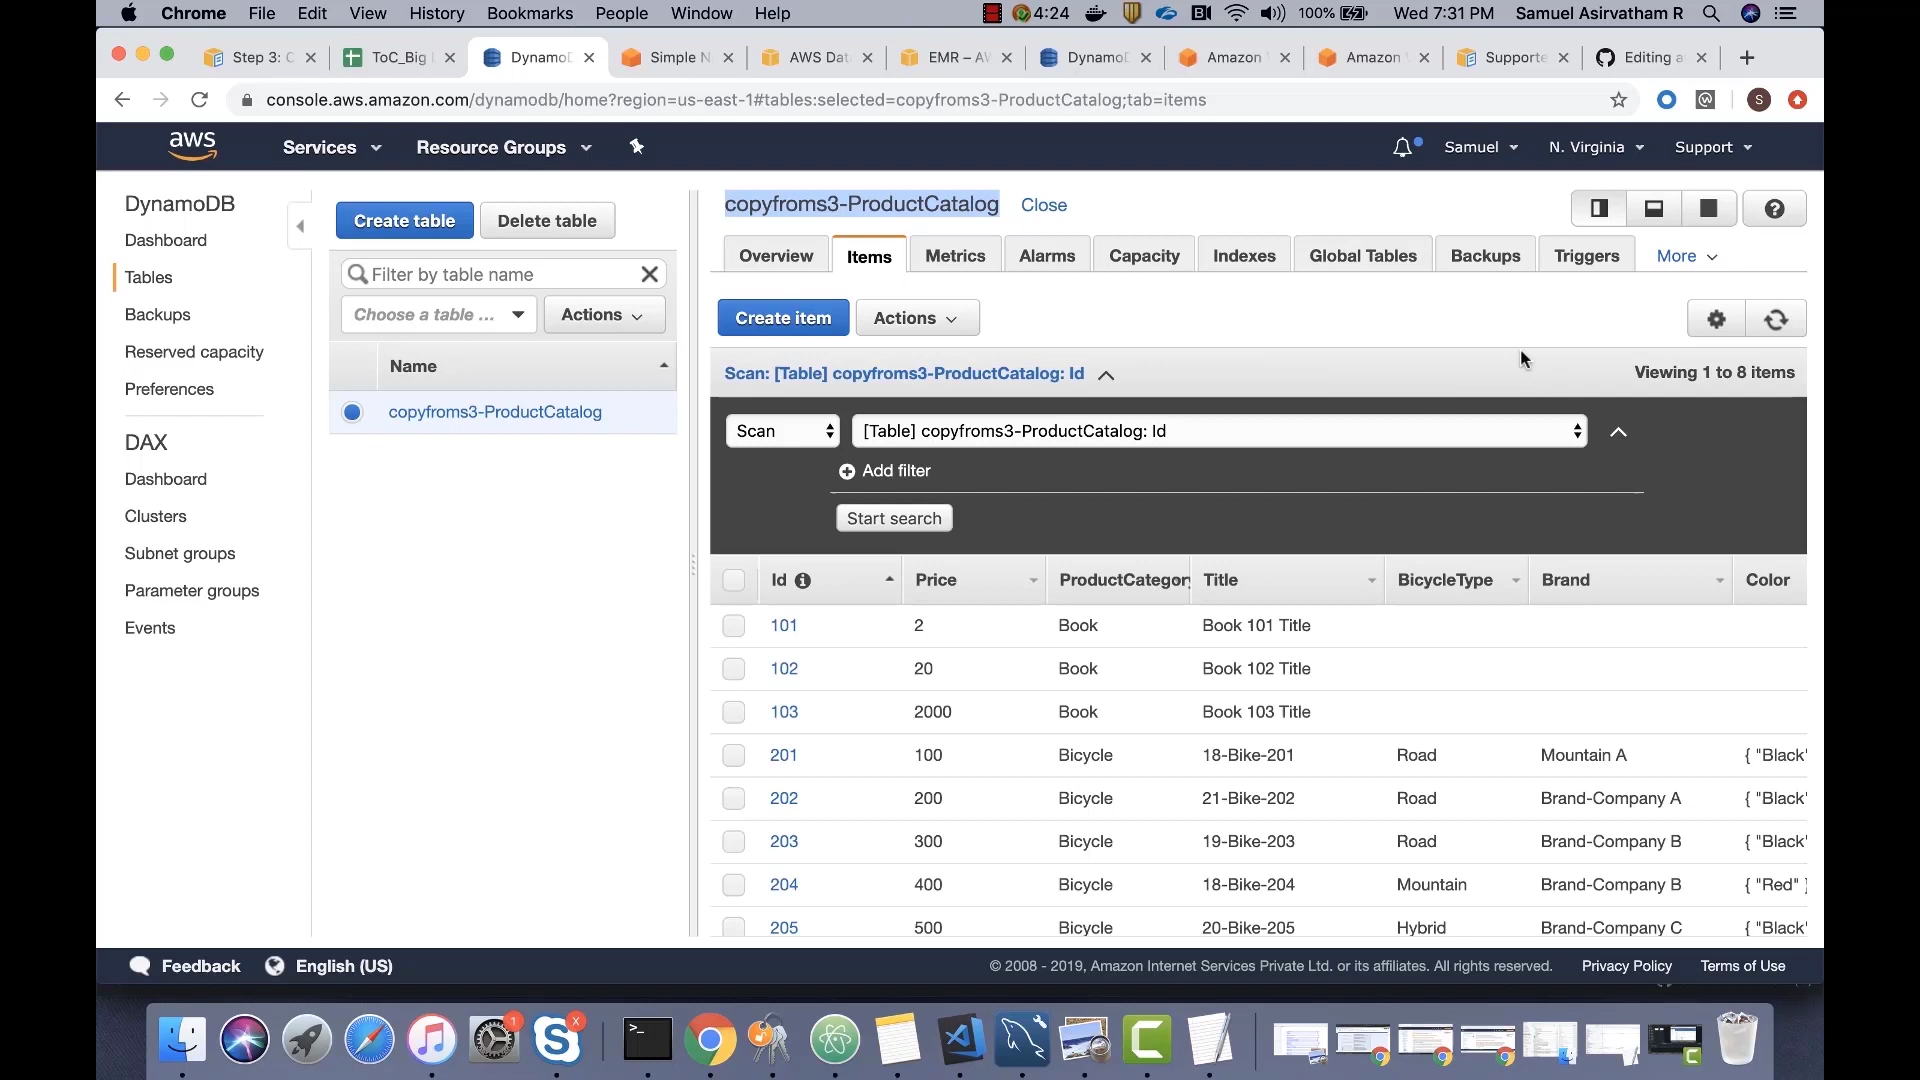 Chrome File Edit View History Bookmarks People Window Help 4:24 100% Wed 7:31 PM Samuel Asirvatham R
Step 3: C ToC_Big DynamoD Simple N AWS Dat EMR – AV DynamoD Amazon Amazon Supporte Editing a
console.aws.amazon.com/dynamodb/home?region=us-east-1#tables:selected=copyfroms3-ProductCatalog;tab=items
aws Services Resource Groups Samuel N. Virginia Support
DynamoDB
Dashboard
Tables
Backups
Reserved capacity
Preferences
DAX
Dashboard
Clusters
Subnet groups
Parameter groups
Events
Create table Delete table
Filter by table name
Choose a table ... Actions
Name
copyfroms3-ProductCatalog
copyfroms3-ProductCatalog Close
Overview Items Metrics Alarms Capacity Indexes Global Tables Backups Triggers More
Create item Actions
Scan: [Table] copyfroms3-ProductCatalog: Id Viewing 1 to 8 items
Scan [Table] copyfroms3-ProductCatalog: Id
Add filter
Start search
Id Price ProductCategory Title BicycleType Brand Color
101 2 Book Book 101 Title
102 20 Book Book 102 Title
103 2000 Book Book 103 Title
201 100 Bicycle 18-Bike-201 Road Mountain A { "Black"
202 200 Bicycle 21-Bike-202 Road Brand-Company A { "Black"
203 300 Bicycle 19-Bike-203 Road Brand-Company B { "Black"
204 400 Bicycle 18-Bike-204 Mountain Brand-Company B { "Red" }
205 500 Bicycle 20-Bike-205 Hybrid Brand-Company C { "Black"
Feedback English (US) © 2008 - 2019, Amazon Internet Services Private Ltd. or its affiliates. All rights reserved. Privacy Policy Terms of Use